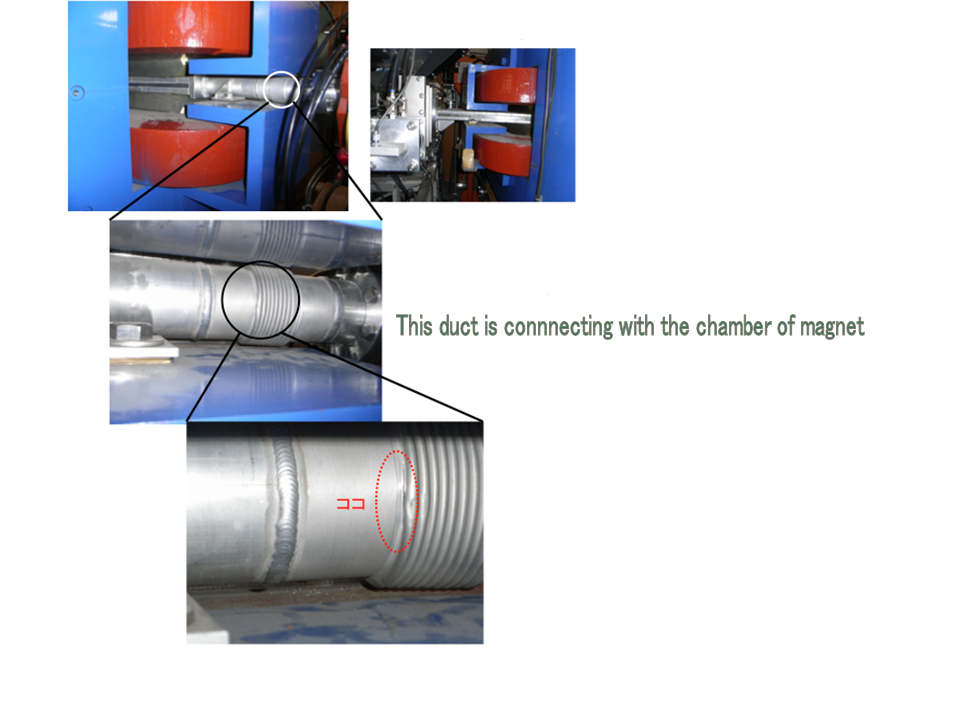 This duct is connnecting with the chamber of magnet
ココ